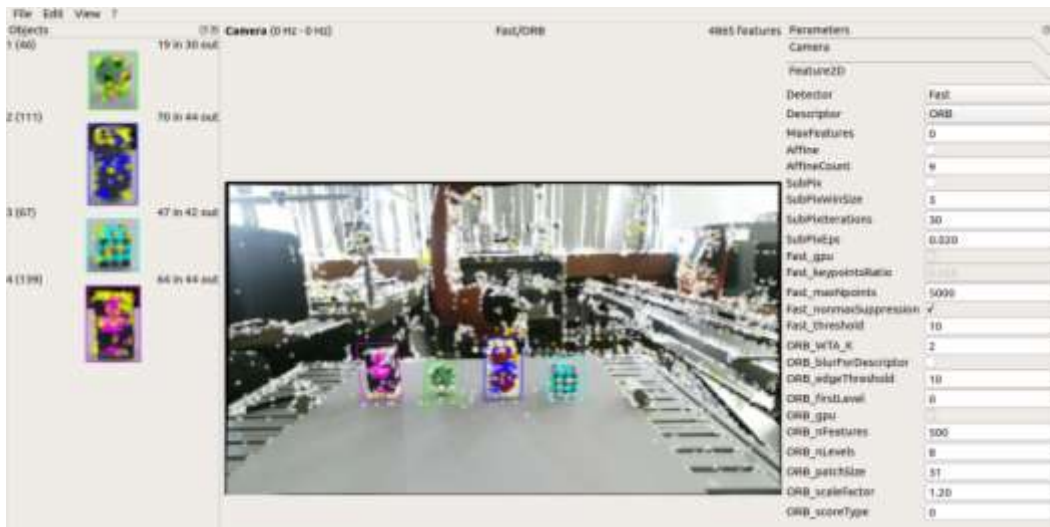 File Edit View ?
Objects
1 (46) 19 in 30 out
2 (111) 70 in 44 out
3 (67) 47 in 42 out
4 (139) 64 in 44 out
Camera (0 Hz - 0 Hz) Fast/ORB 4865 features
Parameters
Camera
Feature2D
Detector Fast
Descriptor ORB
MaxFeatures 0
Affine
AffineCount 9
SubPix
SubPixWinSize 3
SubPixIterations 30
SubPixEps 0.020
Fast_gpu
Fast_keypointsRatio
Fast_maxNpoints 5000
Fast_nonmaxSuppression ✓
Fast_threshold 10
ORB_WTA_K 2
ORB_blurForDescriptor
ORB_edgeThreshold 10
ORB_firstLevel 0
ORB_gpu
ORB_nFeatures 500
ORB_nLevels 8
ORB_patchSize 31
ORB_scaleFactor 1.20
ORB_scoreType 0